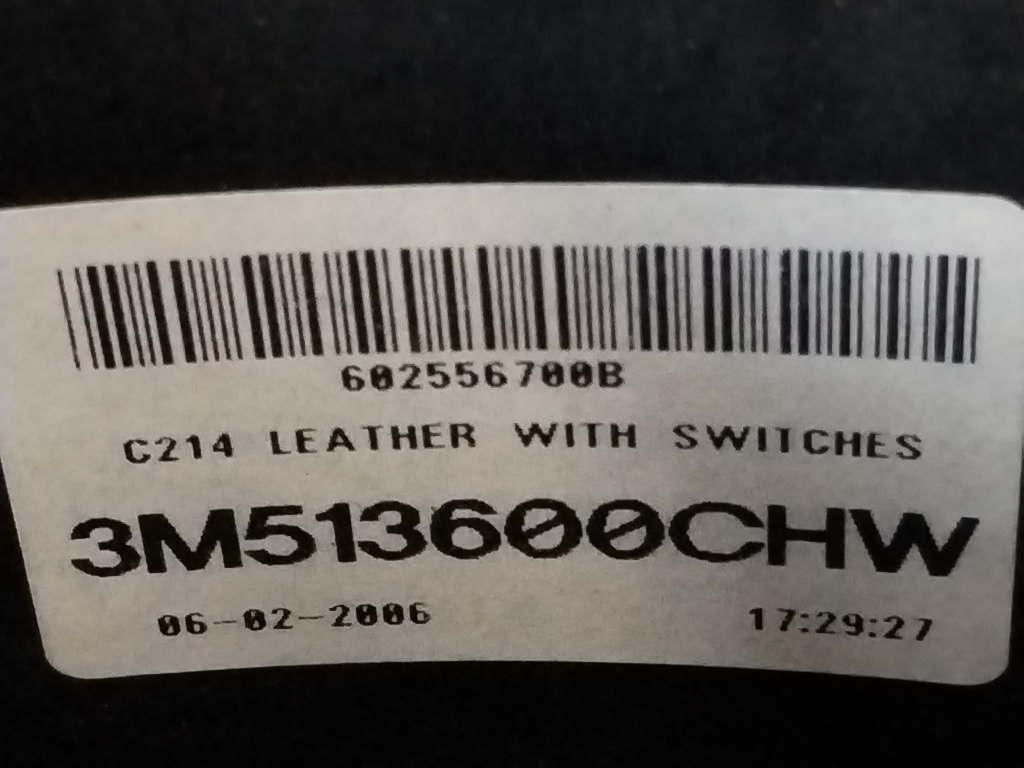 602556700B
C214 LEATHER WITH SWITCHES
3M513600CHW
06-02-2006 17:29:27